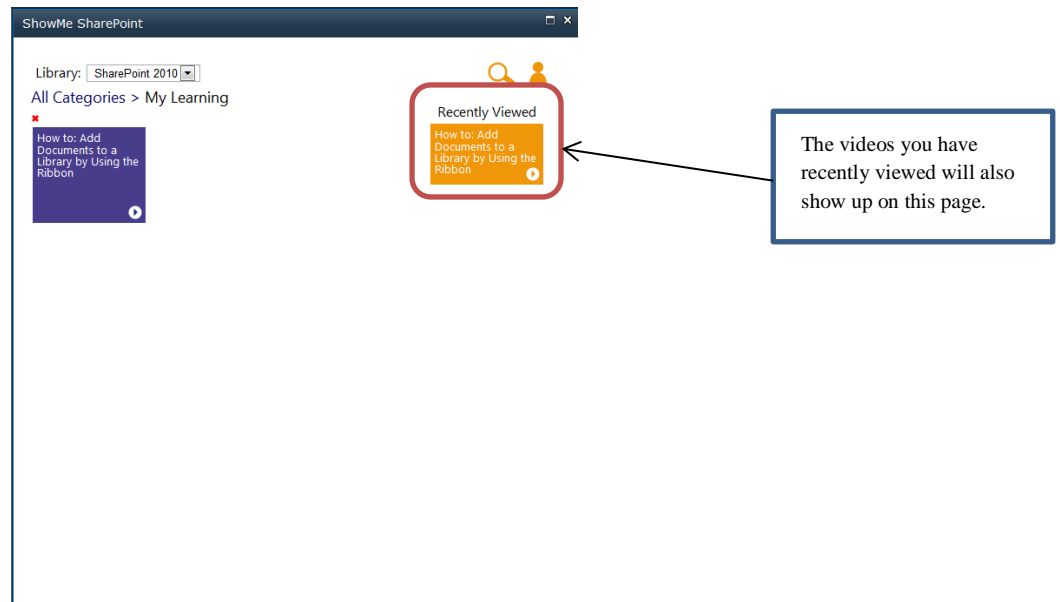 ShowMe SharePoint
Library: SharePoint 2010
All Categories > My Learning
How to: Add
Documents to a
Library by Using the
Ribbon
Recently Viewed
How to: Add
Documents to a
Library by Using the
Ribbon
The videos you have
recently viewed will also
show up on this page.